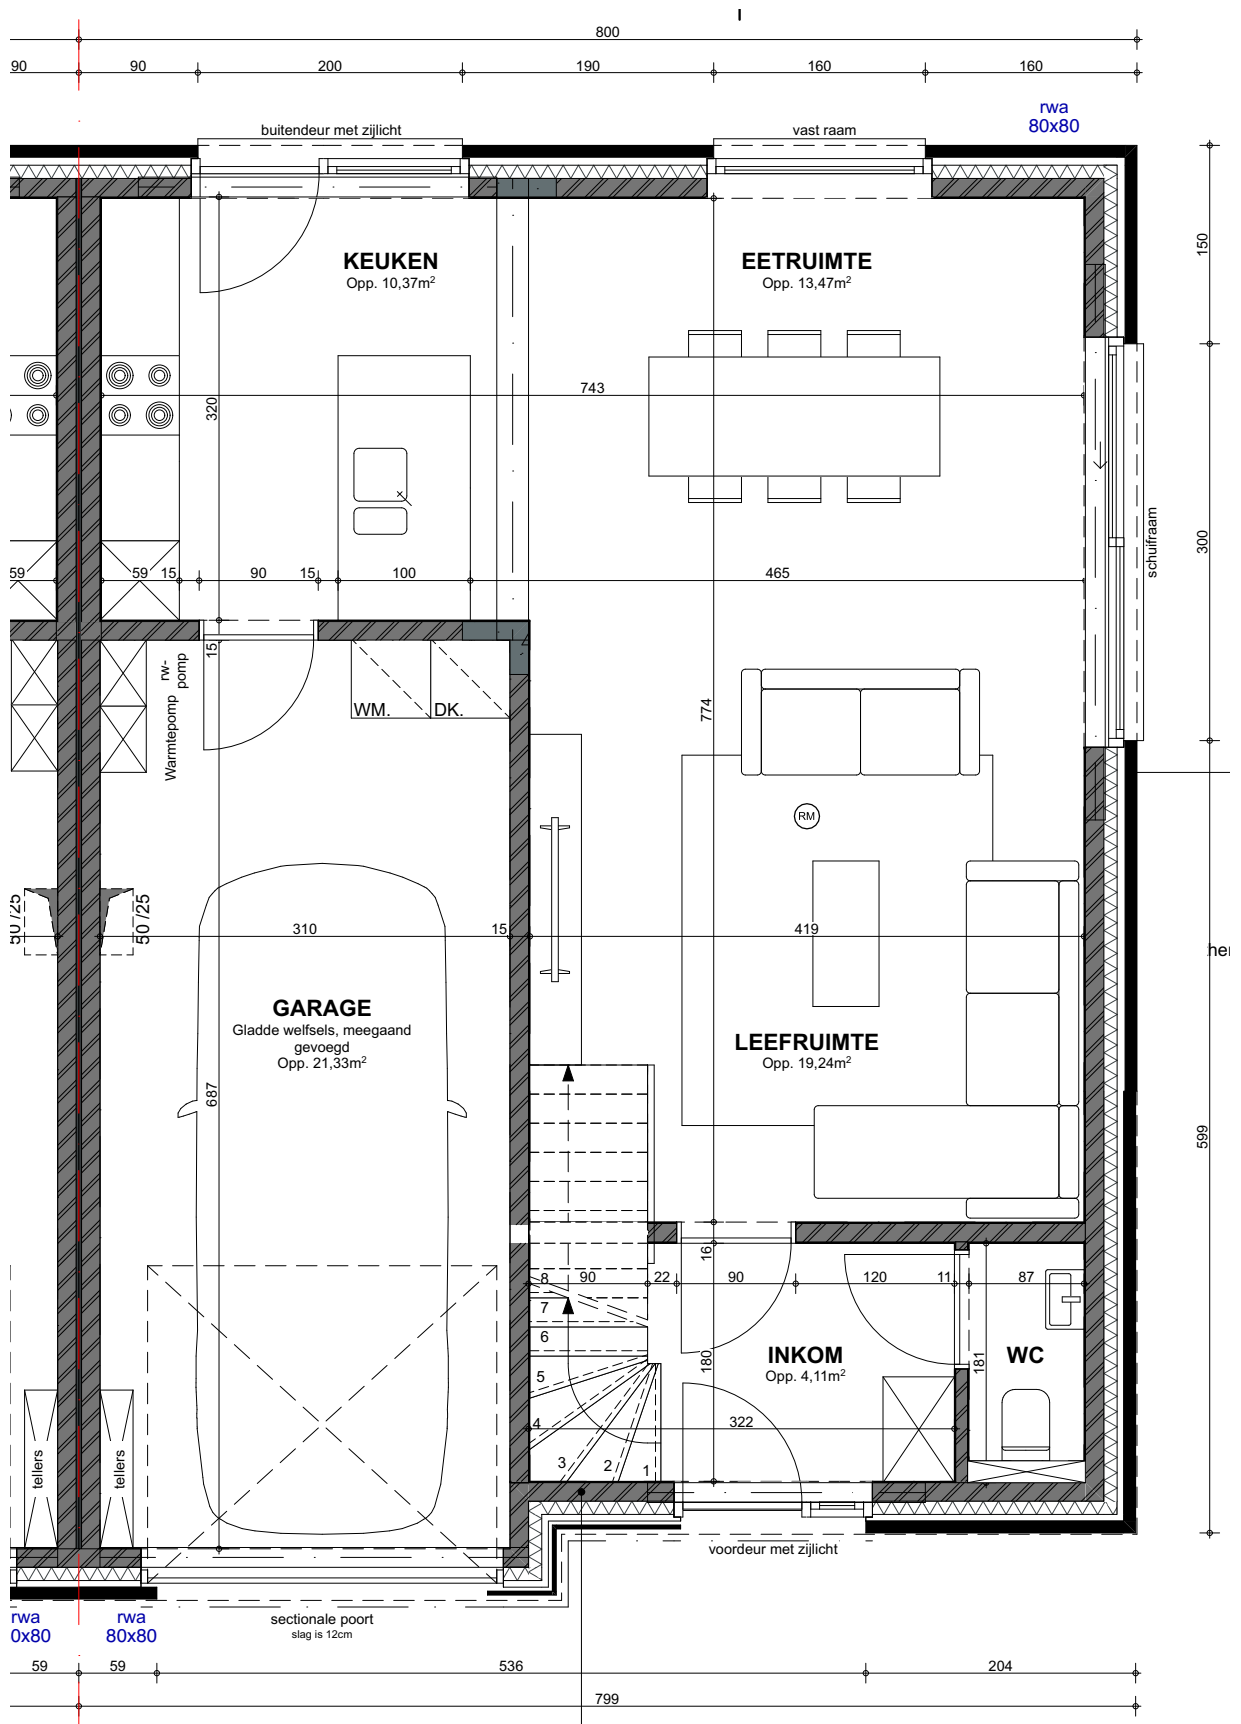 I
800
90
90
200
190
160
160
rwa
80x80
buitendeur met zijlicht
vast raam
KEUKEN
Opp. 10,37m²
EETRUIMTE
Opp. 13,47m²
150
743
320
300
schuifraam
59
59
15
90
15
100
465
15
rw-
pomp
Warmtepomp
WM.
DK.
774
RM
50 /25
50 /25
310
15
419
GARAGE
Gladde welfsels, meegaand
gevoegd
Opp. 21,33m²
LEEFRUIMTE
Opp. 19,24m²
687
599
16
8
90
22
90
120
11
87
7
6
5
4
3
2
1
180
INKOM
Opp. 4,11m²
181
WC
322
tellers
tellers
voordeur met zijlicht
rwa
0x80
rwa
80x80
sectionale poort
slag is 12cm
59
59
536
204
799